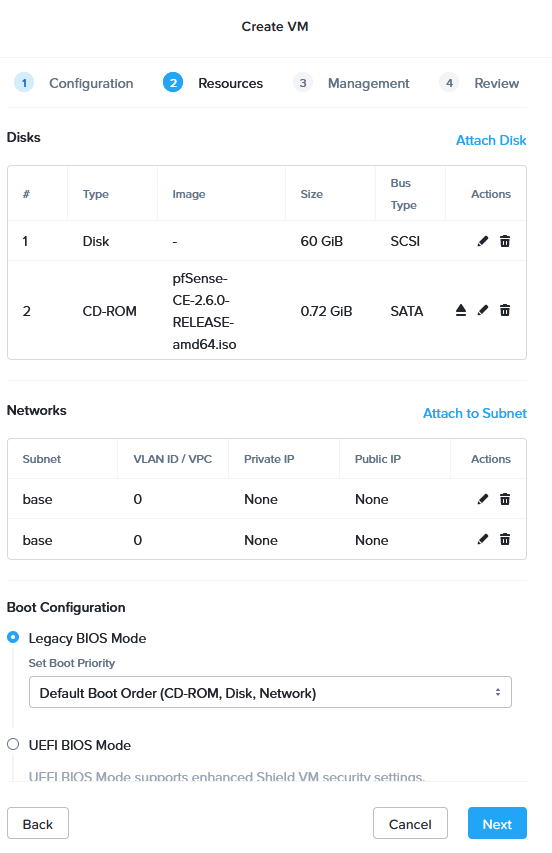 Create VM
1 Configuration 2 Resources 3 Management 4 Review
Disks
Attach Disk
# Type Image Size Bus Type Actions
1 Disk - 60 GiB SCSI
2 CD-ROM pfSense-
CE-2.6.0-
RELEASE-
amd64.iso 0.72 GiB SATA
Networks
Attach to Subnet
Subnet VLAN ID / VPC Private IP Public IP Actions
base 0 None None
base 0 None None
Boot Configuration
Legacy BIOS Mode
Set Boot Priority
Default Boot Order (CD-ROM, Disk, Network)
UEFI BIOS Mode
UEFI BIOS Mode supports enhanced Shield VM security settings.
Back Cancel Next